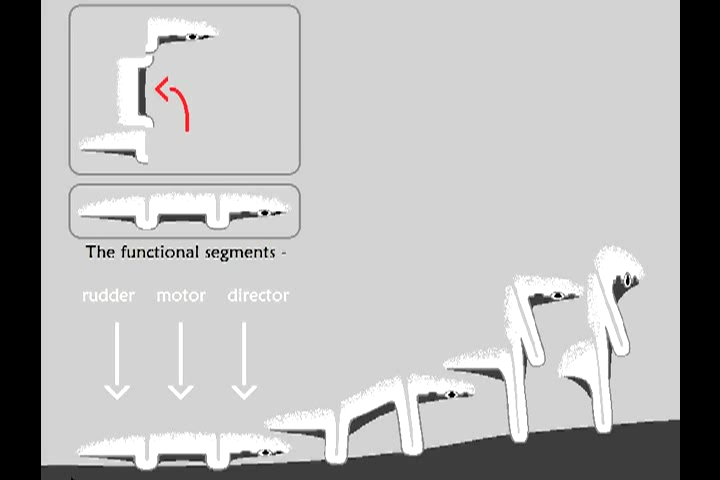 The functional segments -
rudder motor director